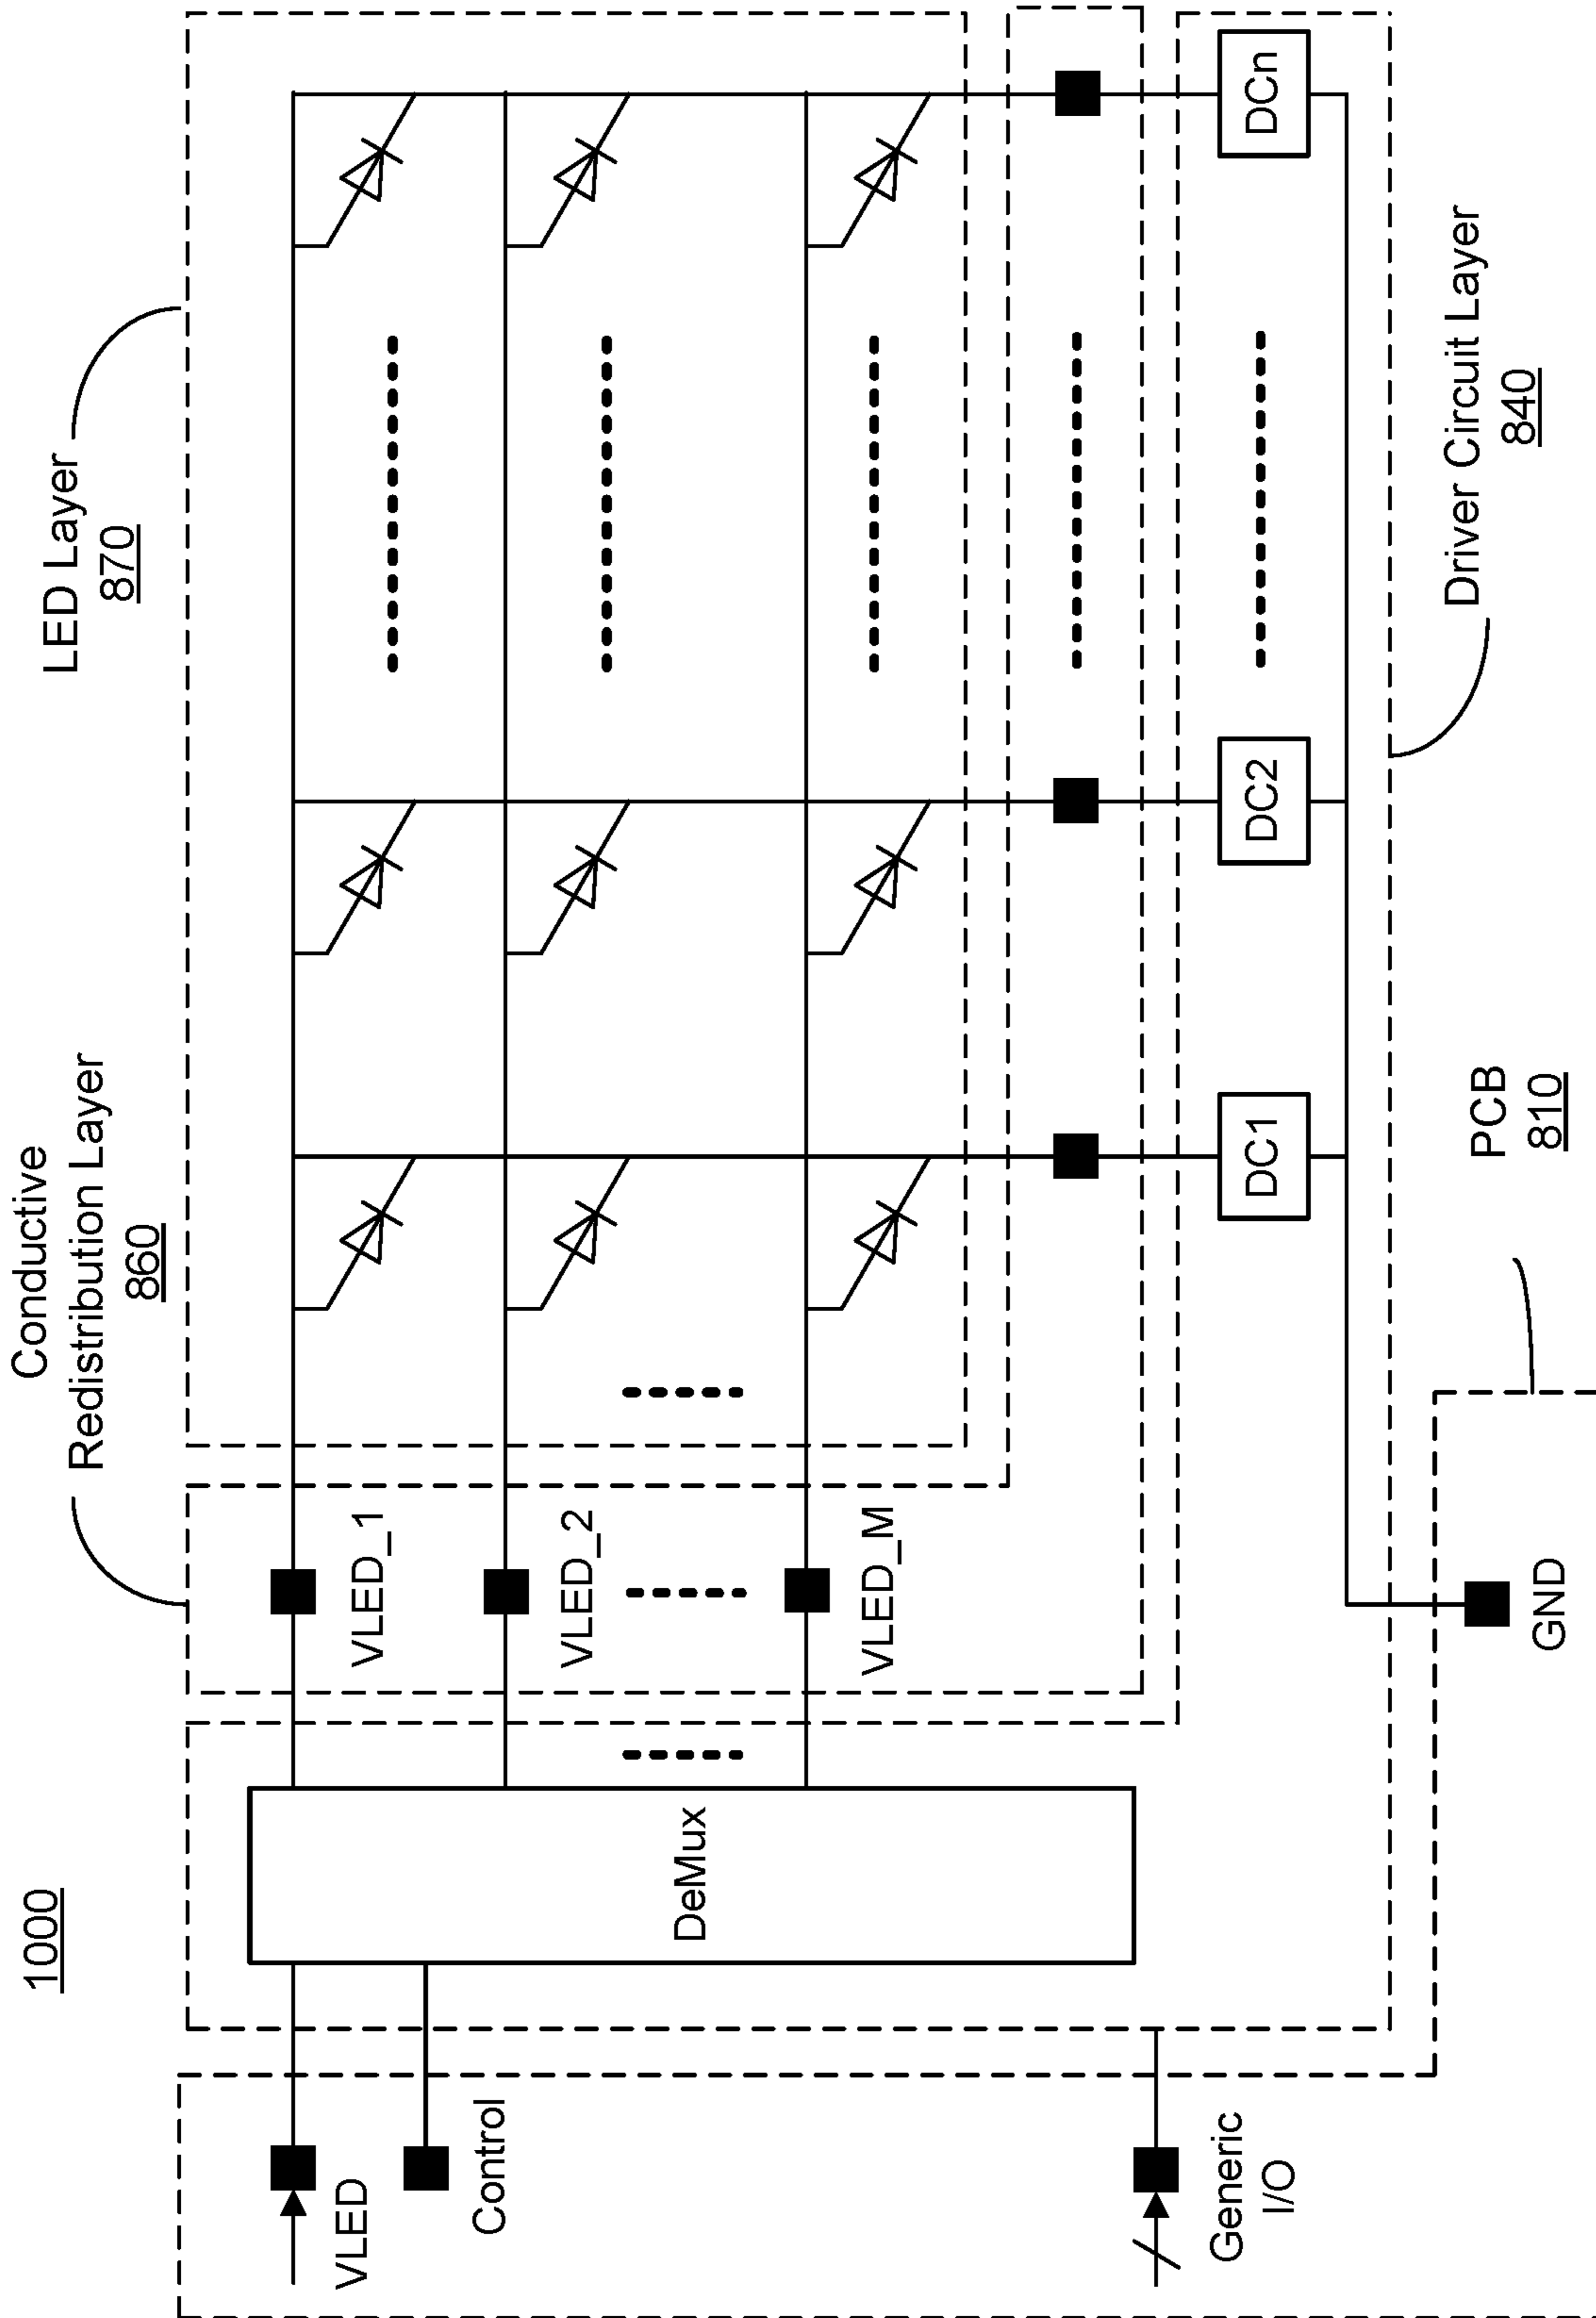 1000
Conductive
Redistribution Layer
860
LED Layer
870
VLED
Control
Generic
I/O
DeMux
VLED_1
VLED_2
VLED_M
GND
PCB
810
DC1
DC2
DCn
Driver Circuit Layer
840